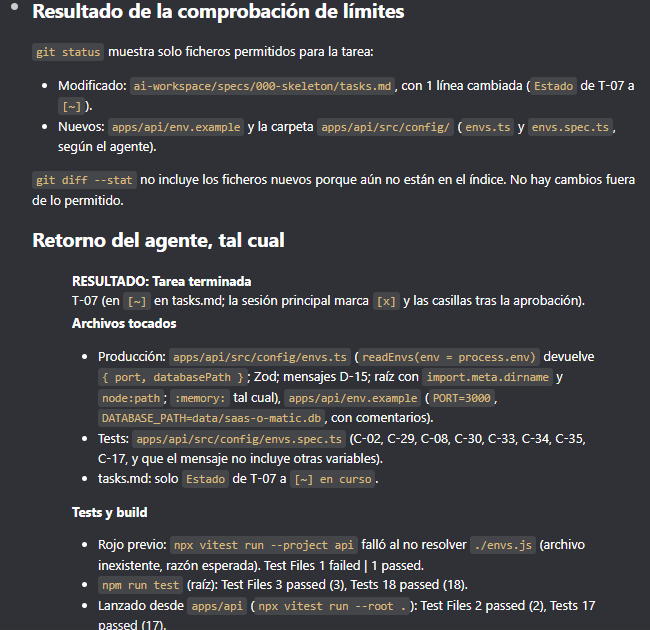 Resultado de la comprobación de límites
git status muestra solo ficheros permitidos para la tarea:
• Modificado: ai-workspace/specs/000-skeleton/tasks.md, con 1 línea cambiada ( Estado de T-07 a
[~] ).
• Nuevos: apps/api/env.example y la carpeta apps/api/src/config/ ( envs.ts y envs.spec.ts,
según el agente).
git diff --stat no incluye los ficheros nuevos porque aún no están en el índice. No hay cambios fuera
de lo permitido.
Retorno del agente, tal cual
RESULTADO: Tarea terminada
T-07 (en [~] en tasks.md; la sesión principal marca [x] y las casillas tras la aprobación).
Archivos tocados
• Producción: apps/api/src/config/envs.ts ( readEnvs(env = process.env) devuelve
{ port, databasePath } ; Zod; mensajes D-15; raíz con import.meta.dirname y
node:path ; :memory: tal cual), apps/api/env.example ( PORT=3000 ,
DATABASE_PATH=data/saas-o-matic.db , con comentarios).
• Tests: apps/api/src/config/envs.spec.ts (C-02, C-29, C-08, C-30, C-33, C-34, C-35,
C-17, y que el mensaje no incluye otras variables).
• tasks.md: solo Estado de T-07 a [~] en curso .
Tests y build
• Rojo previo: npx vitest run --project api falló al no resolver ./envs.js (archivo
inexistente, razón esperada). Test Files 1 failed | 1 passed.
• npm run test (raíz): Test Files 3 passed (3), Tests 18 passed (18).
• Lanzado desde apps/api ( npx vitest run --root . ): Test Files 2 passed (2), Tests 17
passed (17).